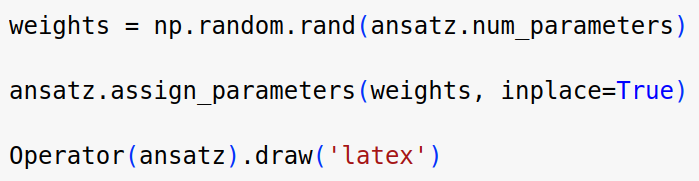 weights = np.random.rand(ansatz.num_parameters)
ansatz.assign_parameters(weights, inplace=True)
Operator(ansatz).draw('latex')